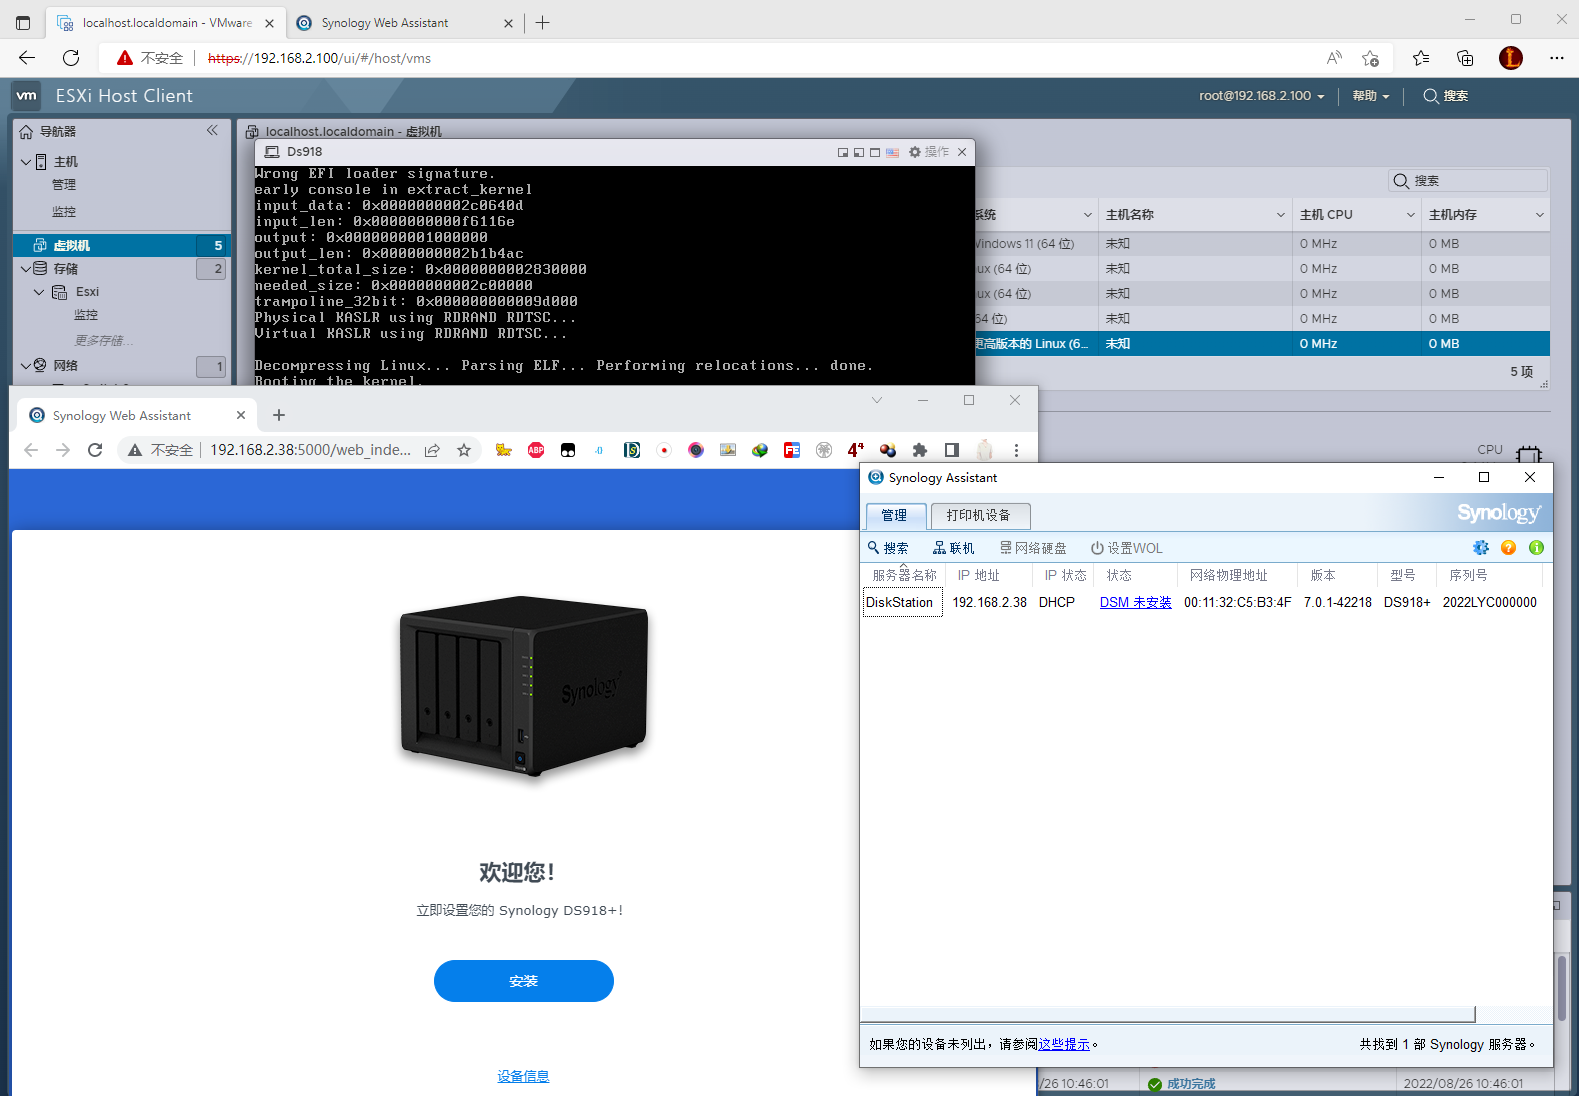 localhost.localdomain - VMware
Synology Web Assistant
不安全
https://192.168.2.100/ui/#/host/vms
vm
ESXi Host Client
root@192.168.2.100
帮助
搜索
导航器
主机
管理
监控
虚拟机
5
存储
2
Esxi
监控
更多存储...
网络
1
localhost.localdomain - 虚拟机
Ds918
操作
Wrong EFI loader signature.
early console in extract_kernel
input_data: 0x0000000002c0640d
input_len: 0x0000000000f6116e
output: 0x0000000001000000
output_len: 0x0000000002b1b4ac
kernel_total_size: 0x0000000002830000
needed_size: 0x0000000002c00000
trampoline_32bit: 0x000000000009d000
Physical KASLR using RDRAND RDTSC...
Virtual KASLR using RDRAND RDTSC...
Decompressing Linux... Parsing ELF... Performing relocations... done.
Booting the kernel.
搜索
系统
主机名称
主机 CPU
主机内存
Windows 11 (64 位)
未知
0 MHz
0 MB
ux (64 位)
未知
0 MHz
0 MB
ux (64 位)
未知
0 MHz
0 MB
64 位)
未知
0 MHz
0 MB
更高版本的 Linux (6...
未知
0 MHz
0 MB
5 项
CPU
Synology Web Assistant
不安全
192.168.2.38:5000/web_inde...
ABP
S
FE
4⁴
Synology
欢迎您!
立即设置您的 Synology DS918+!
安装
设备信息
Synology Assistant
管理
打印机设备
Synology
搜索
联机
网络硬盘
设置WOL
服务器名称
IP 地址
IP 状态
状态
网络物理地址
版本
型号
序列号
DiskStation
192.168.2.38
DHCP
DSM 未安装
00:11:32:C5:B3:4F
7.0.1-42218
DS918+
2022LYC000000
如果您的设备未列出，请参阅这些提示。
共找到 1 部 Synology 服务器。
/26 10:46:01
成功完成
2022/08/26 10:46:01